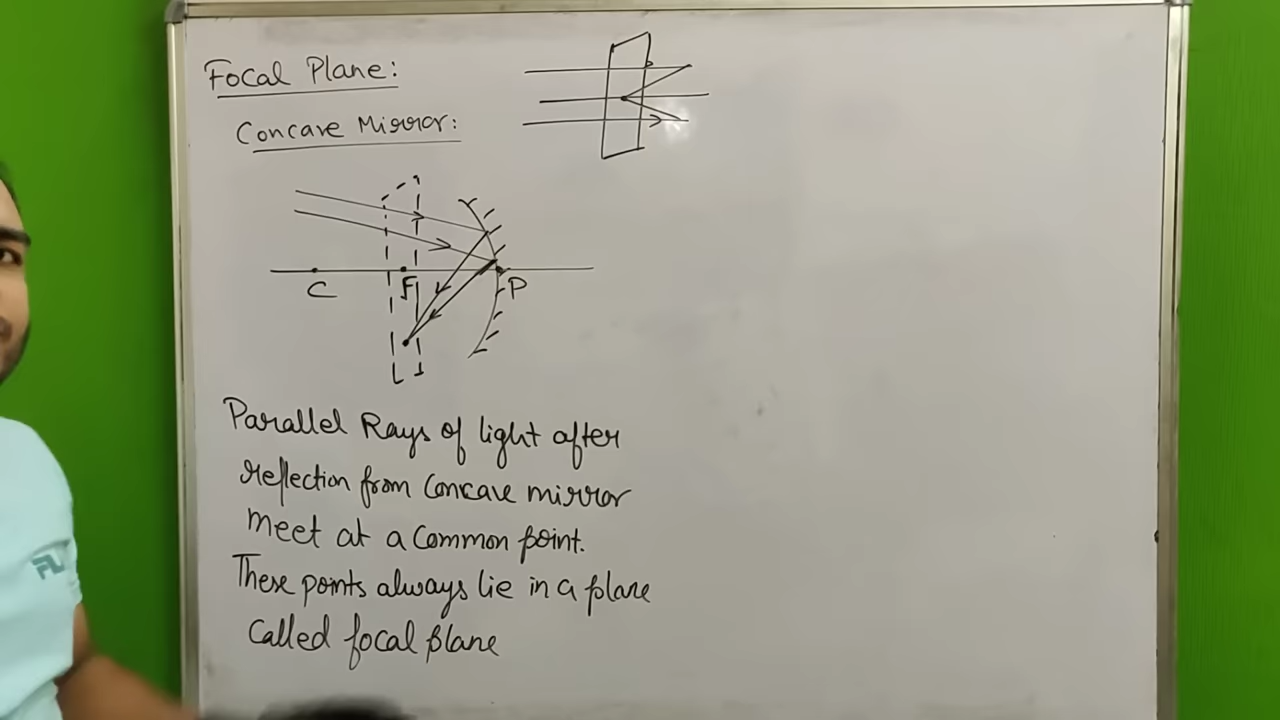 Focal Plane:
Concave Mirror:
C
F
P
Parallel Rays of light after
reflection from concave mirror
meet at a common point.
These points always lie in a plane
called focal plane